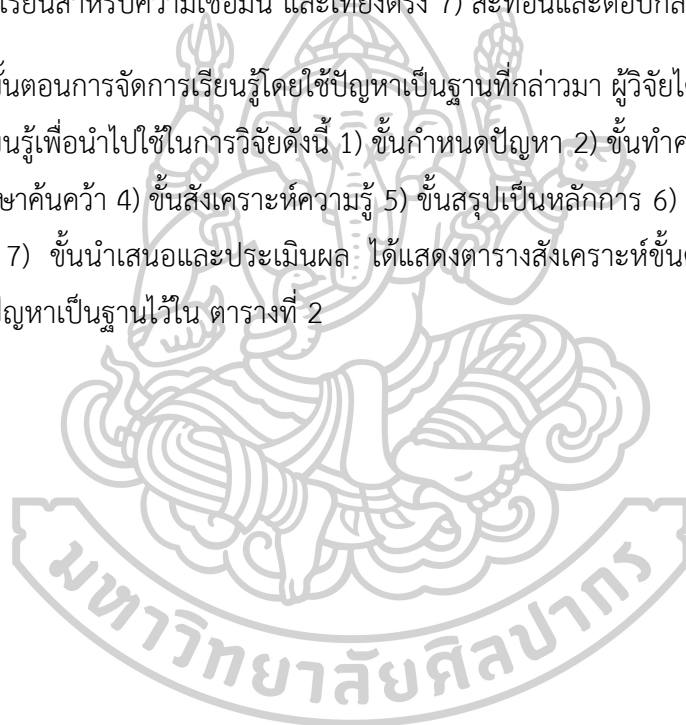 เรียนสำหรับความเชื่อมั่น และเที่ยงตรง 7) สะท้อนและตอบกล
ขั้นตอนการจัดการเรียนรู้โดยใช้ปัญหาเป็นฐานที่กล่าวมา ผู้วิจัยได้
ยนรู้เพื่อนำไปใช้ในการวิจัยดังนี้ 1) ขั้นกำหนดปัญหา 2) ขั้นทำค
ษาค้นคว้า 4) ขั้นสังเคราะห์ความรู้ 5) ขั้นสรุปเป็นหลักการ 6)
7) ขั้นนำเสนอและประเมินผล ได้แสดงตารางสังเคราะห์ขั้น
ปัญหาเป็นฐานไว้ใน ตารางที่ 2
มหาวิทยาลัยศิลปากร